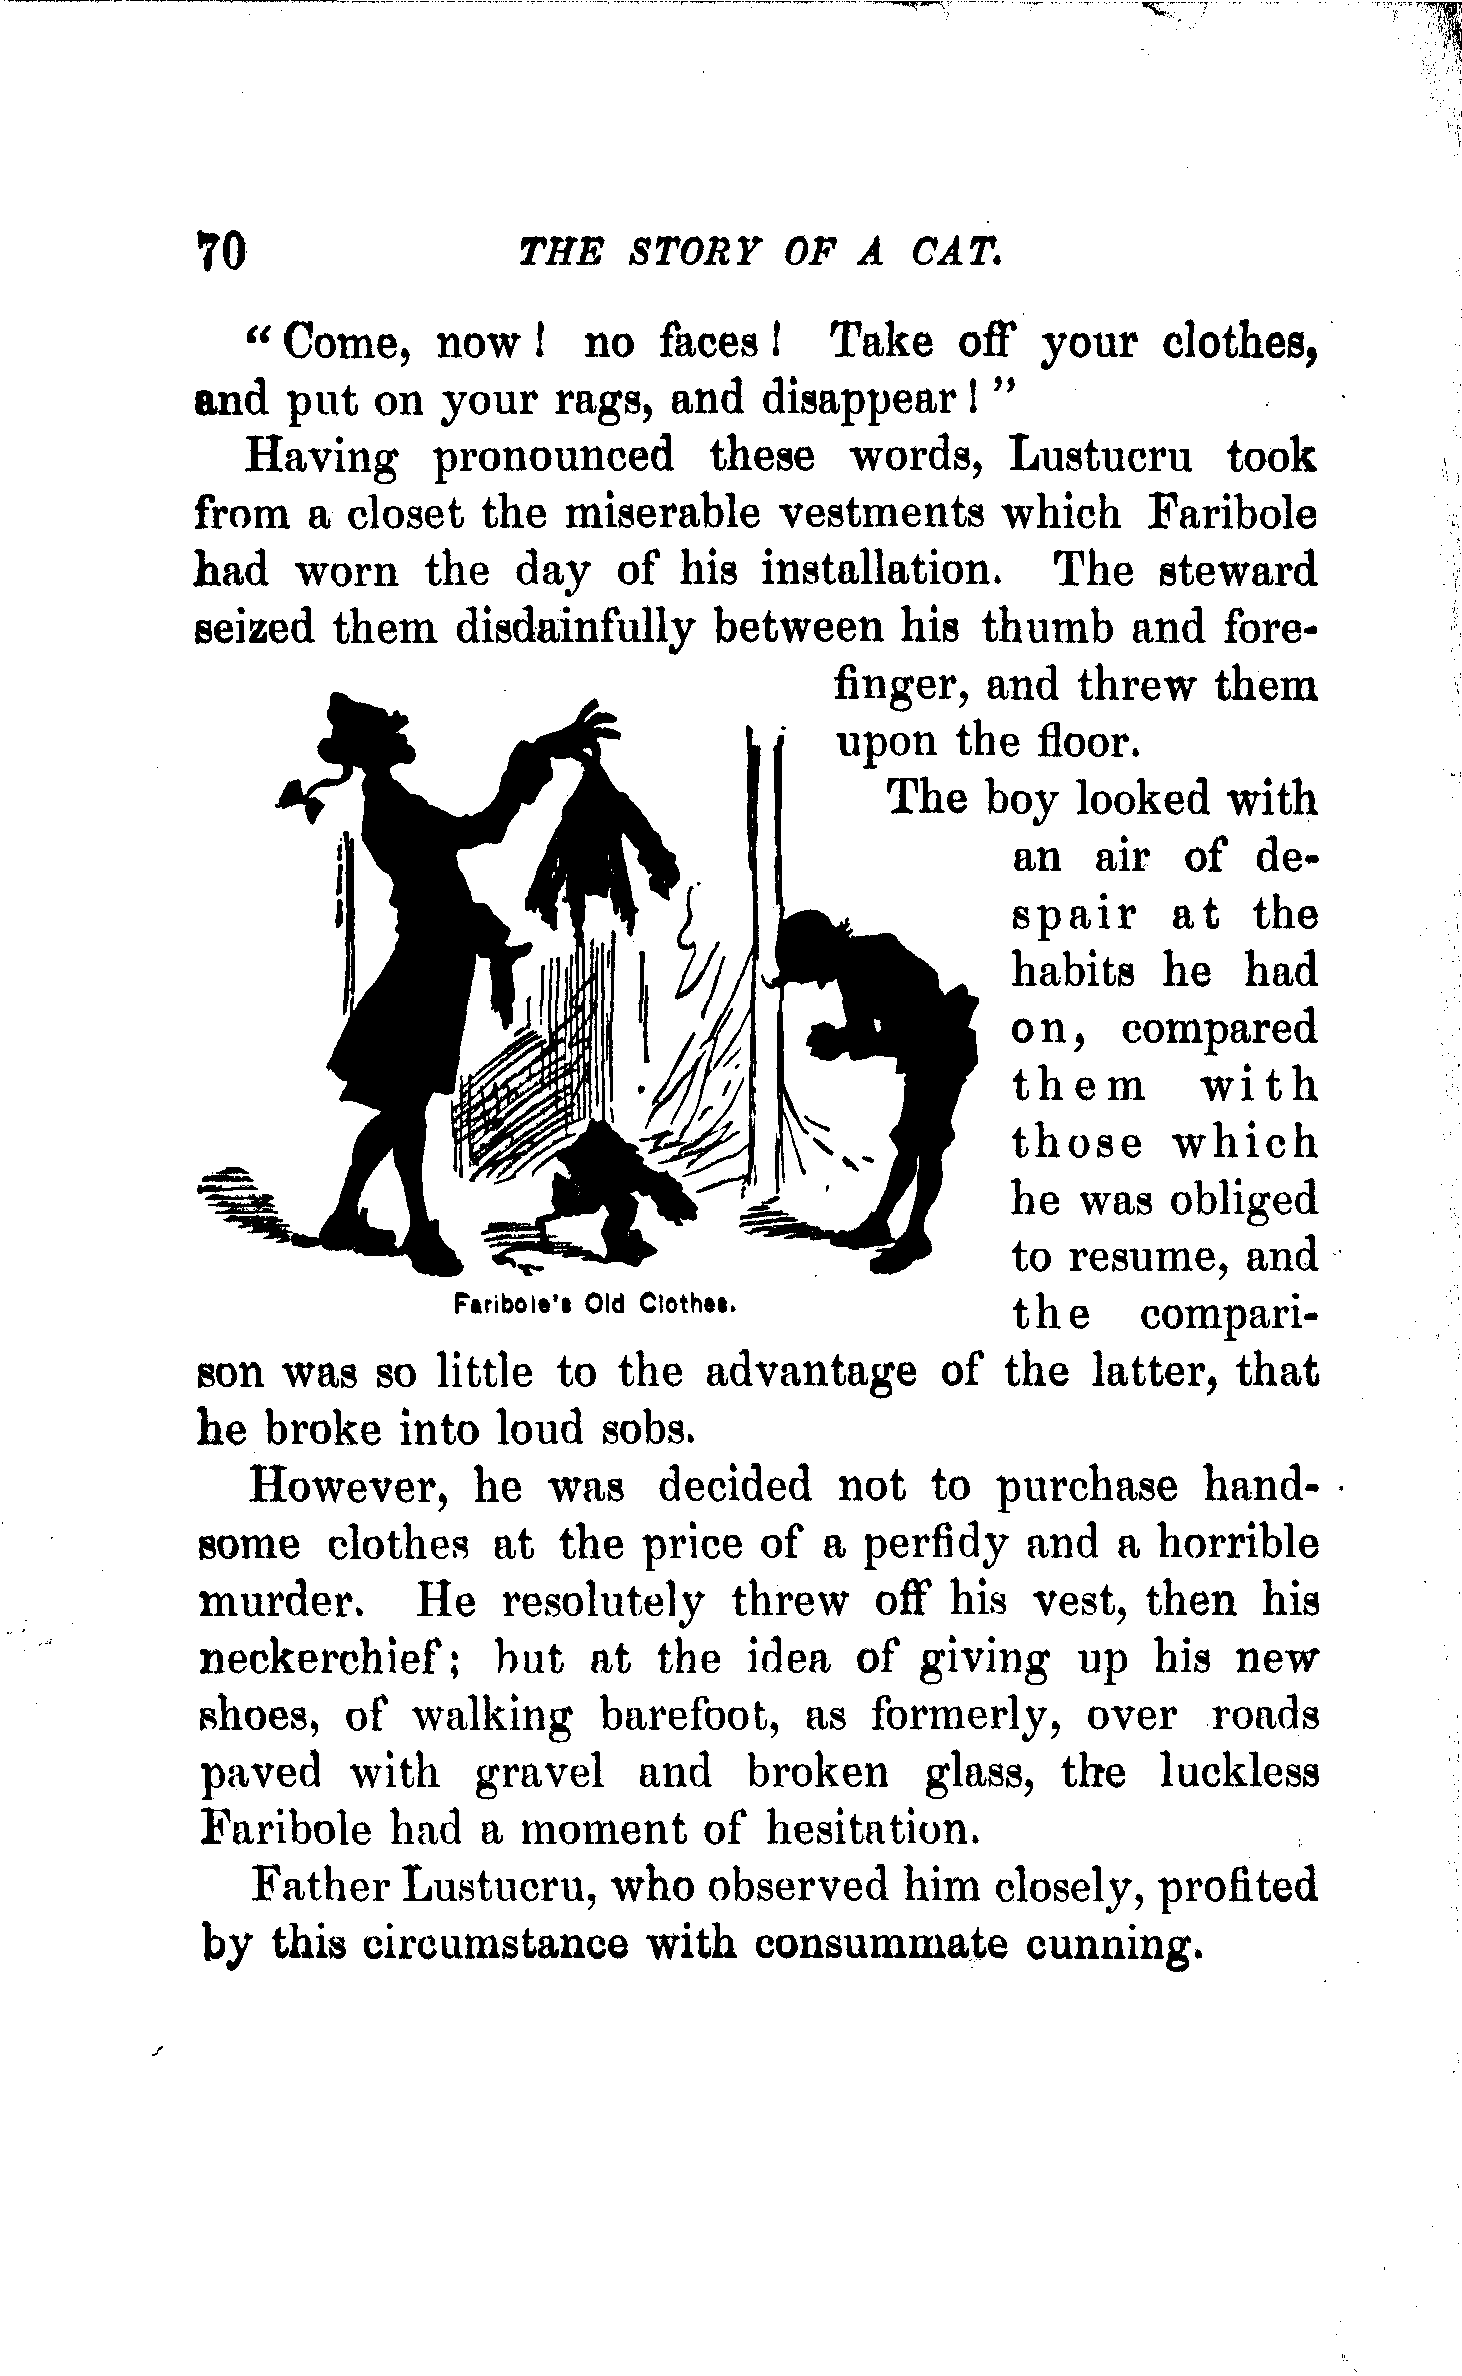 70 THE STORY OF A CAT.
“Come, now! no faces! Take off your clothes,
and put on your rags, and disappear!”
Having pronounced these words, Lustucru took
from a closet the miserable vestments which Faribole
had worn the day of his installation. The steward
seized them disdainfully between his thumb and fore-
finger, and threw them
upon the floor.
The boy looked with
an air of de-
spair at the
habits he had
on, compared
them with
those which
he was obliged
to resume, and
the compari-
Faribole's Old Clothes.
son was so little to the advantage of the latter, that
he broke into loud sobs.
However, he was decided not to purchase hand-
some clothes at the price of a perfidy and a horrible
murder. He resolutely threw off his vest, then his
neckerchief; but at the idea of giving up his new
shoes, of walking barefoot, as formerly, over roads
paved with gravel and broken glass, the luckless
Faribole had a moment of hesitation.
Father Lustucru, who observed him closely, profited
by this circumstance with consummate cunning.